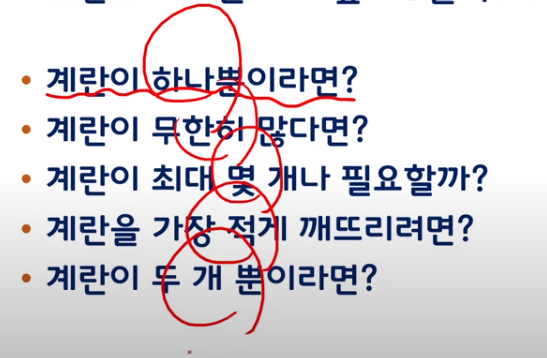 • 계란이 하나뿐이라면?
• 계란이 무한히 많다면?
• 계란이 최대 몇 개나 필요할까?
• 계란을 가장 적게 깨뜨리려면?
• 계란이 두 개 뿐이라면?